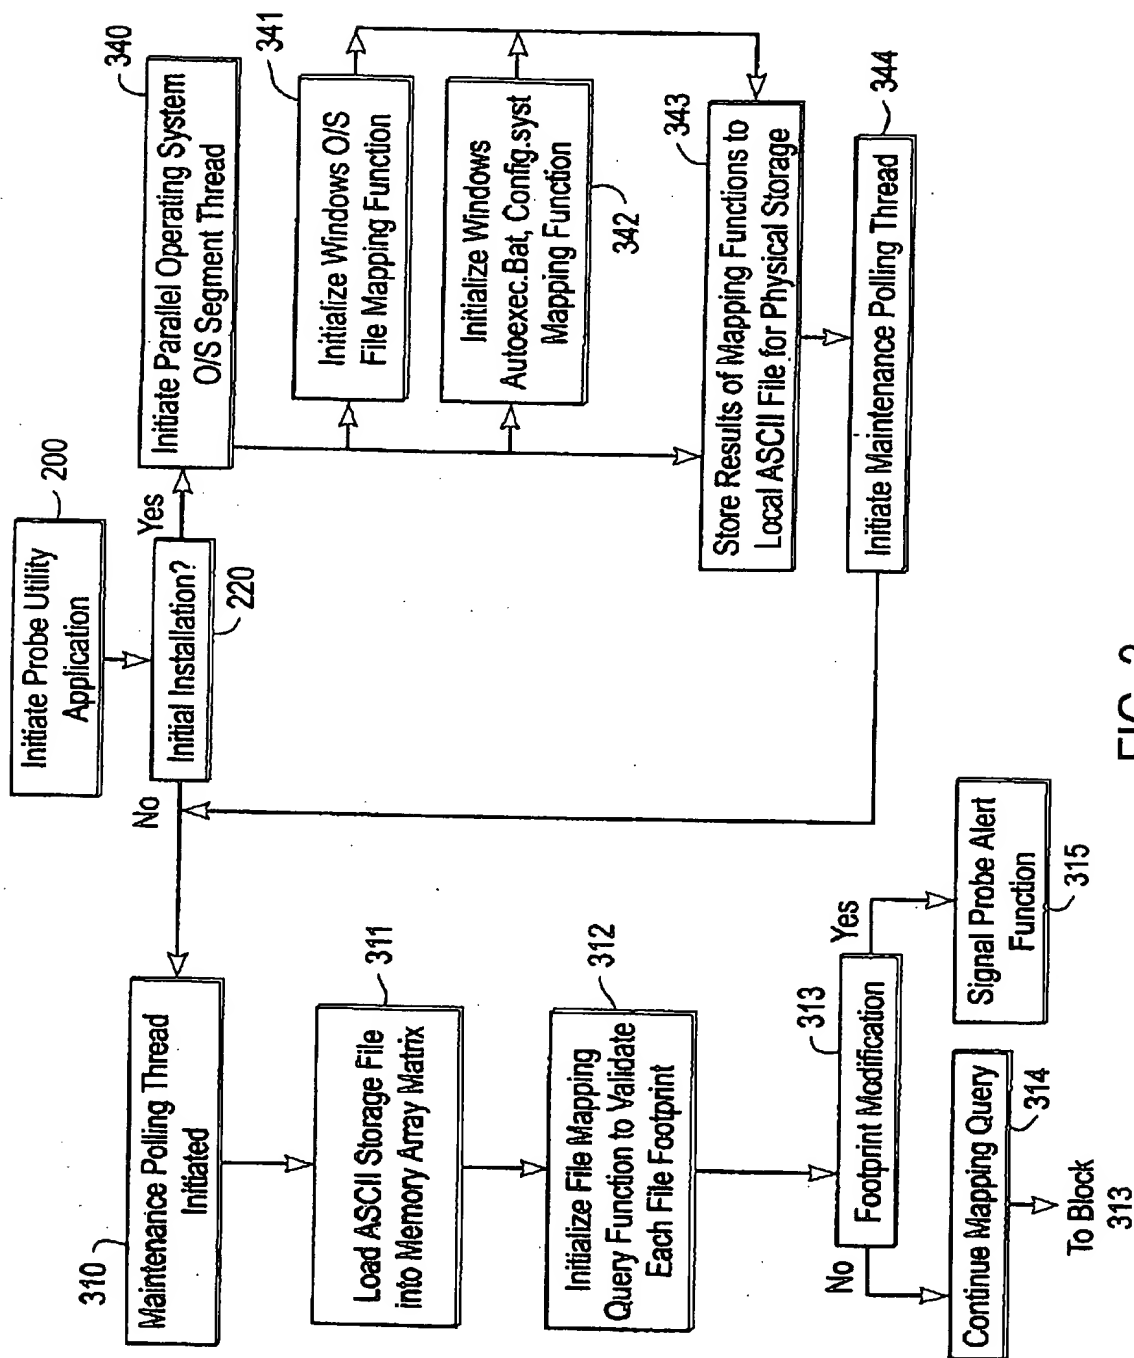 200
Initiate Probe Utility
Application
Initial Installation?
220
Yes
No
340
Initiate Parallel Operating System
O/S Segment Thread
341
Initialize Windows O/S
File Mapping Function
Initialize Windows
Autoexec.Bat, Config.syst
Mapping Function
342
343
Store Results of Mapping Functions to
Local ASCII File for Physical Storage
344
Initiate Maintenance Polling Thread
310
Maintenance Polling Thread
Initiated
311
Load ASCII Storage File
into Memory Array Matrix
312
Initialize File Mapping
Query Function to Validate
Each File Footprint
313
Footprint Modification
No
Yes
Continue Mapping Query
314
To Block
313
Signal Probe Alert
Function
315
FIG.